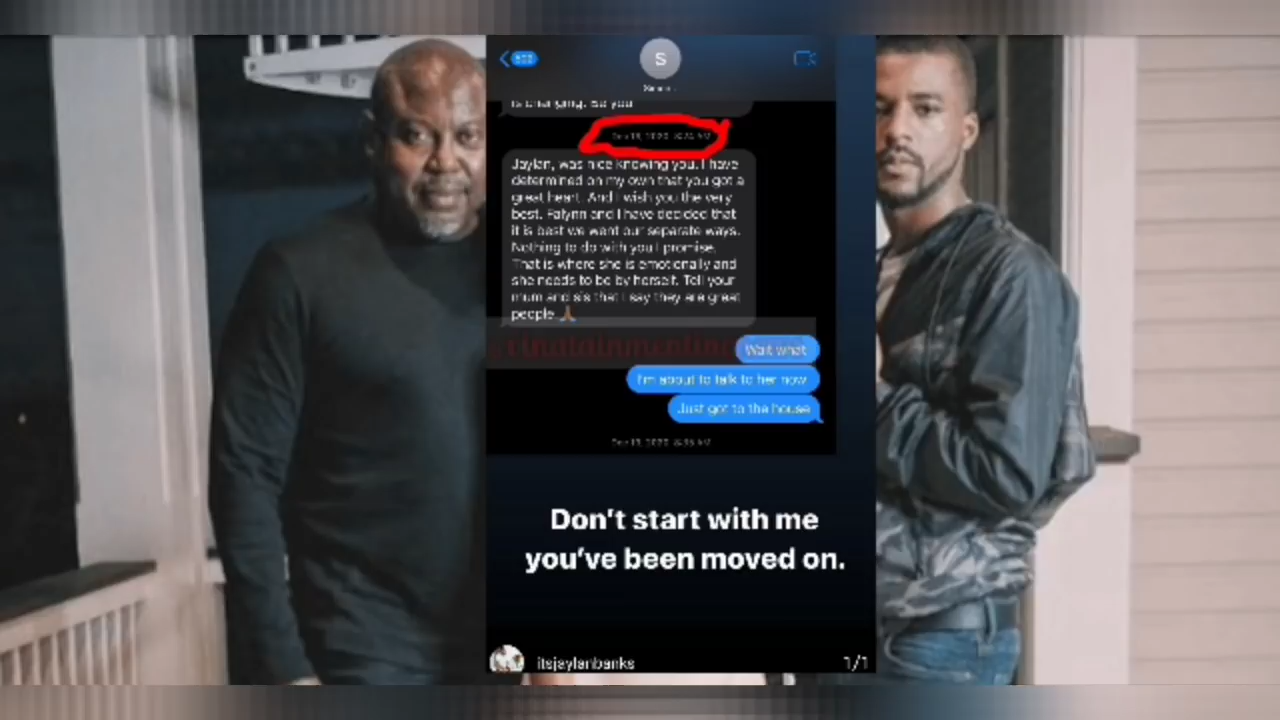 S
is changing. So you
Jaylan, was nice knowing you. I have
determined on my own that you got a
great heart. And I wish you the very
best. Falynn and I have decided that
it is best we went our separate ways.
Nothing to do with you I promise.
That is where she is emotionally and
she needs to be by herself. Tell your
mum and sis that I say they are great
people 🙏🏾
Wait what
I'm about to talk to her now
Just got to the house
Don't start with me
you've been moved on.
itsjaylanbanks
1/1